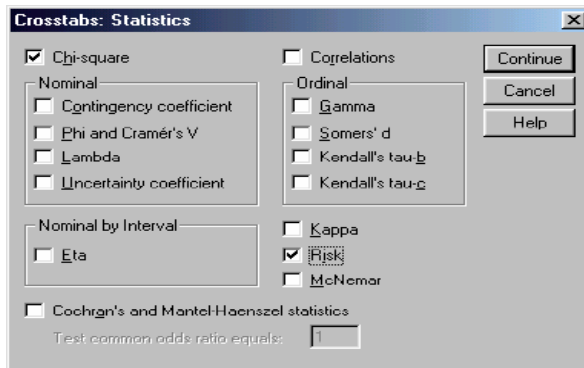 Crosstabs: Statistics
Chi-square
Correlations
Continue
Nominal
Ordinal
Cancel
Contingency coefficient
Gamma
Help
Phi and Cramér's V
Somers' d
Lambda
Kendall's tau-b
Uncertainty coefficient
Kendall's tau-c
Nominal by Interval
Kappa
Eta
Risk
McNemar
Cochran's and Mantel-Haenszel statistics
Test common odds ratio equals: 1